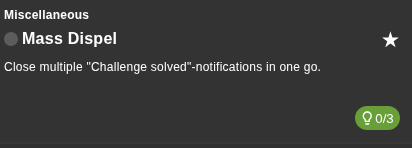 Miscellaneous
Mass Dispel
Close multiple "Challenge solved"-notifications in one go.
0/3